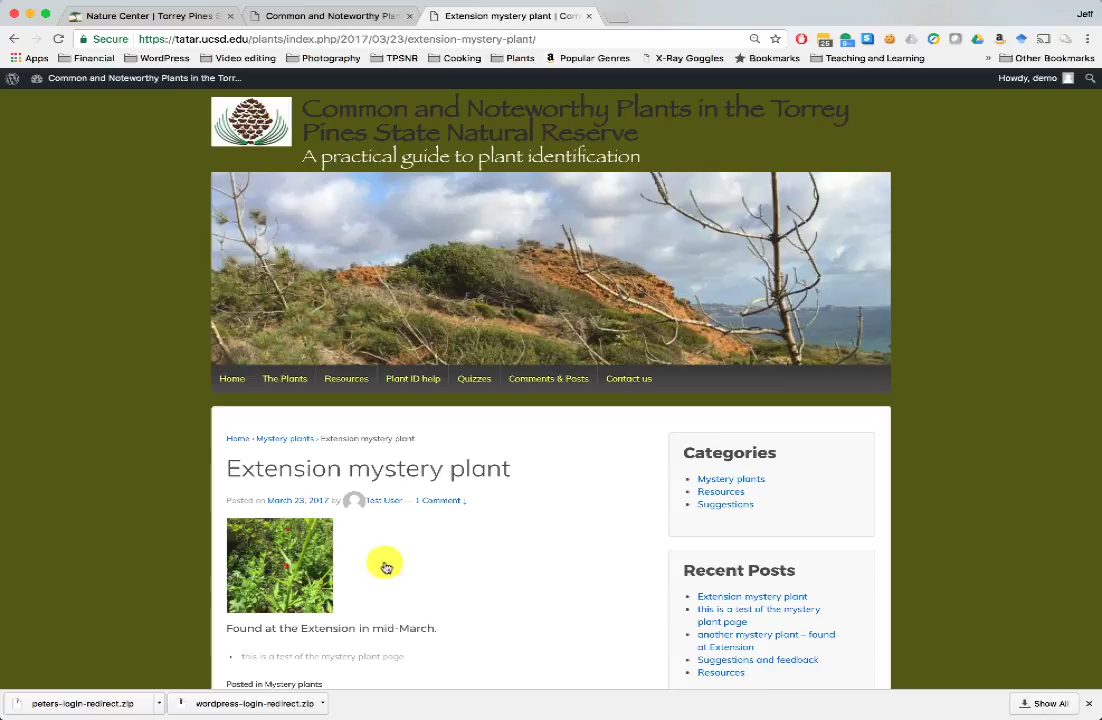 Nature Center | Torrey Pines S
Common and Noteworthy Plan
Extension mystery plant | Com
Jeff
Secure
https://tatar.ucsd.edu/plants/index.php/2017/03/23/extension-mystery-plant/
25
9+
Apps Financial WordPress Video editing Photography TPSNR Cooking Plants Popular Genres X-Ray Goggles Bookmarks Teaching and Learning » Other Bookmarks
Common and Noteworthy Plants in the Torr...
Howdy, demo
Common and Noteworthy Plants in the Torrey
Pines State Natural Reserve
A practical guide to plant identification
Home The Plants Resources Plant ID help Quizzes Comments & Posts Contact us
Home › Mystery plants › Extension mystery plant
Extension mystery plant
Posted on March 23, 2017 by Test User — 1 Comment ↓
Found at the Extension in mid-March.
• this is a test of the mystery plant page
Posted in Mystery plants
Categories
• Mystery plants
• Resources
• Suggestions
Recent Posts
• Extension mystery plant
• this is a test of the mystery
plant page
• another mystery plant – found
at Extension
• Suggestions and feedback
• Resources
peters-login-redirect.zip
wordpress-login-redirect.zip
Show All